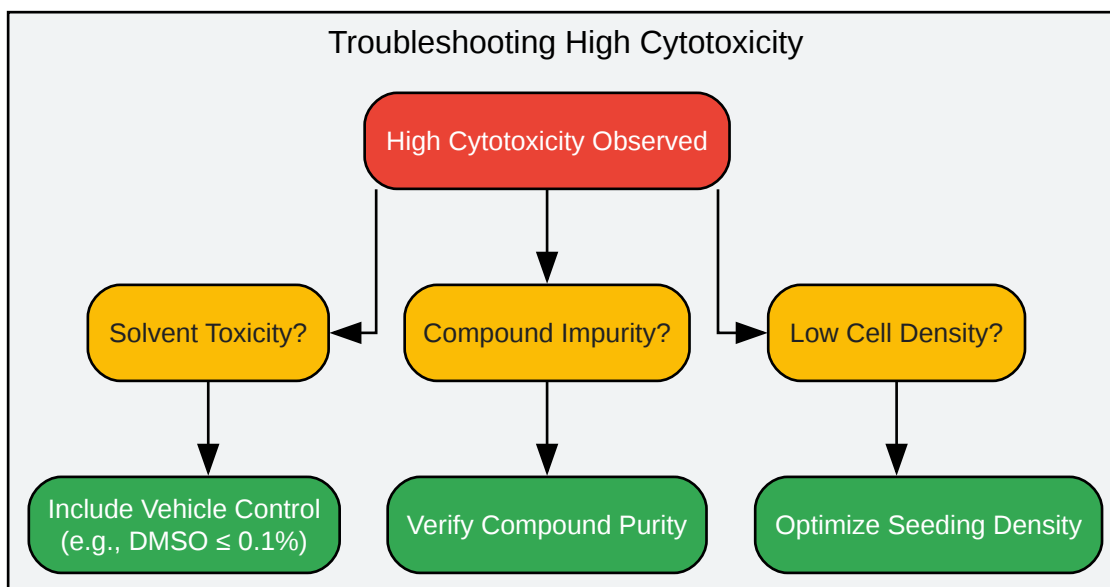 Troubleshooting High Cytotoxicity
High Cytotoxicity Observed
Solvent Toxicity?
Compound Impurity?
Low Cell Density?
Include Vehicle Control
(e.g., DMSO ≤ 0.1%)
Verify Compound Purity
Optimize Seeding Density